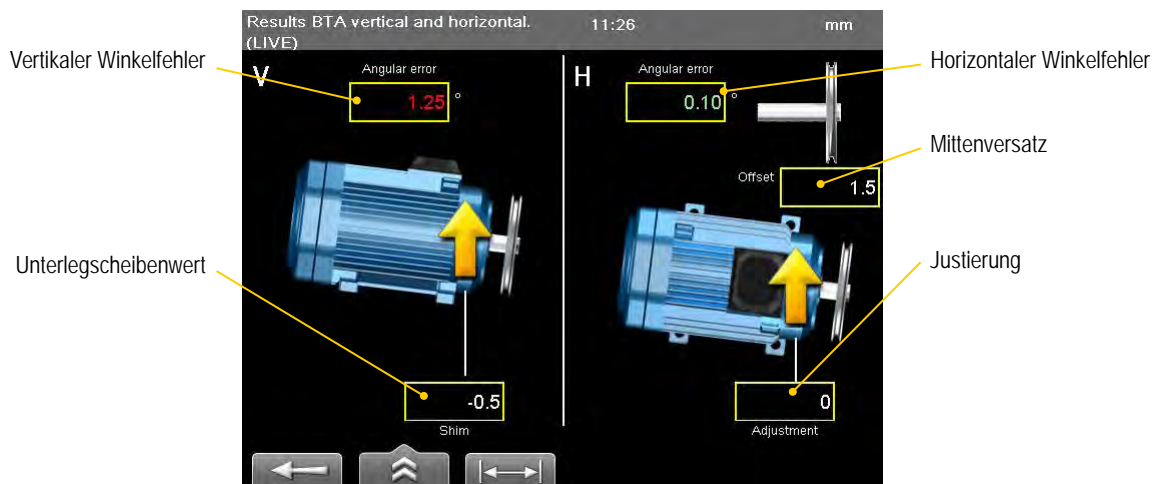 Results BTA vertical and horizontal.
(LIVE)
11:26
mm
Vertikaler Winkelfehler
V
Angular error
1.25 °
H
Angular error
0.10 °
Horizontaler Winkelfehler
Mittenversatz
Offset
1.5
Unterlegscheibenwert
Justierung
-0.5
Shim
0
Adjustment